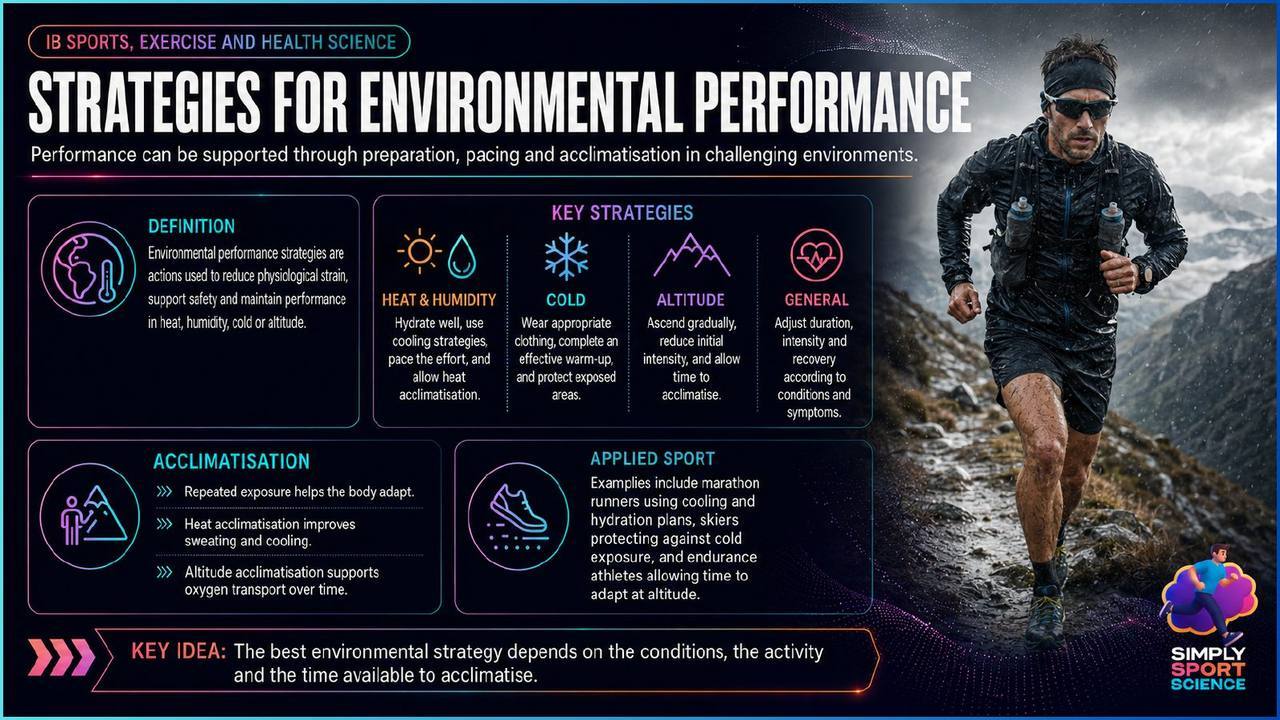 IB SPORTS, EXERCISE AND HEALTH SCIENCE
STRATEGIES FOR ENVIRONMENTAL PERFORMANCE
Performance can be supported through preparation, pacing and acclimatisation in challenging environments.
DEFINITION
Environmental performance strategies are
actions used to reduce physiological strain,
support safety and maintain performance
in heat, humidity, cold or altitude.
KEY STRATEGIES
HEAT & HUMIDITY
Hydrate well, use
cooling strategies,
pace the effort, and
allow heat
acclimatisation.
COLD
Wear appropriate
clothing, complete an
effective warm-up,
and protect exposed
areas.
ALTITUDE
Ascend gradually,
reduce initial
intensity, and allow
time to
acclimatise.
GENERAL
Adjust duration,
intensity and
recovery
according to
conditions and
symptoms.
ACCLIMATISATION
Repeated exposure helps the body adapt.
Heat acclimatisation improves
sweating and cooling.
Altitude acclimatisation supports
oxygen transport over time.
APPLIED SPORT
Examplies include marathon
runners using cooling and
hydration plans, skiers
protecting against cold
exposure, and endurance
athletes allowing time to
adapt at altitude.
KEY IDEA: The best environmental strategy depends on the conditions, the activity
and the time available to acclimatise.
SIMPLY
SPORT
SCIENCE